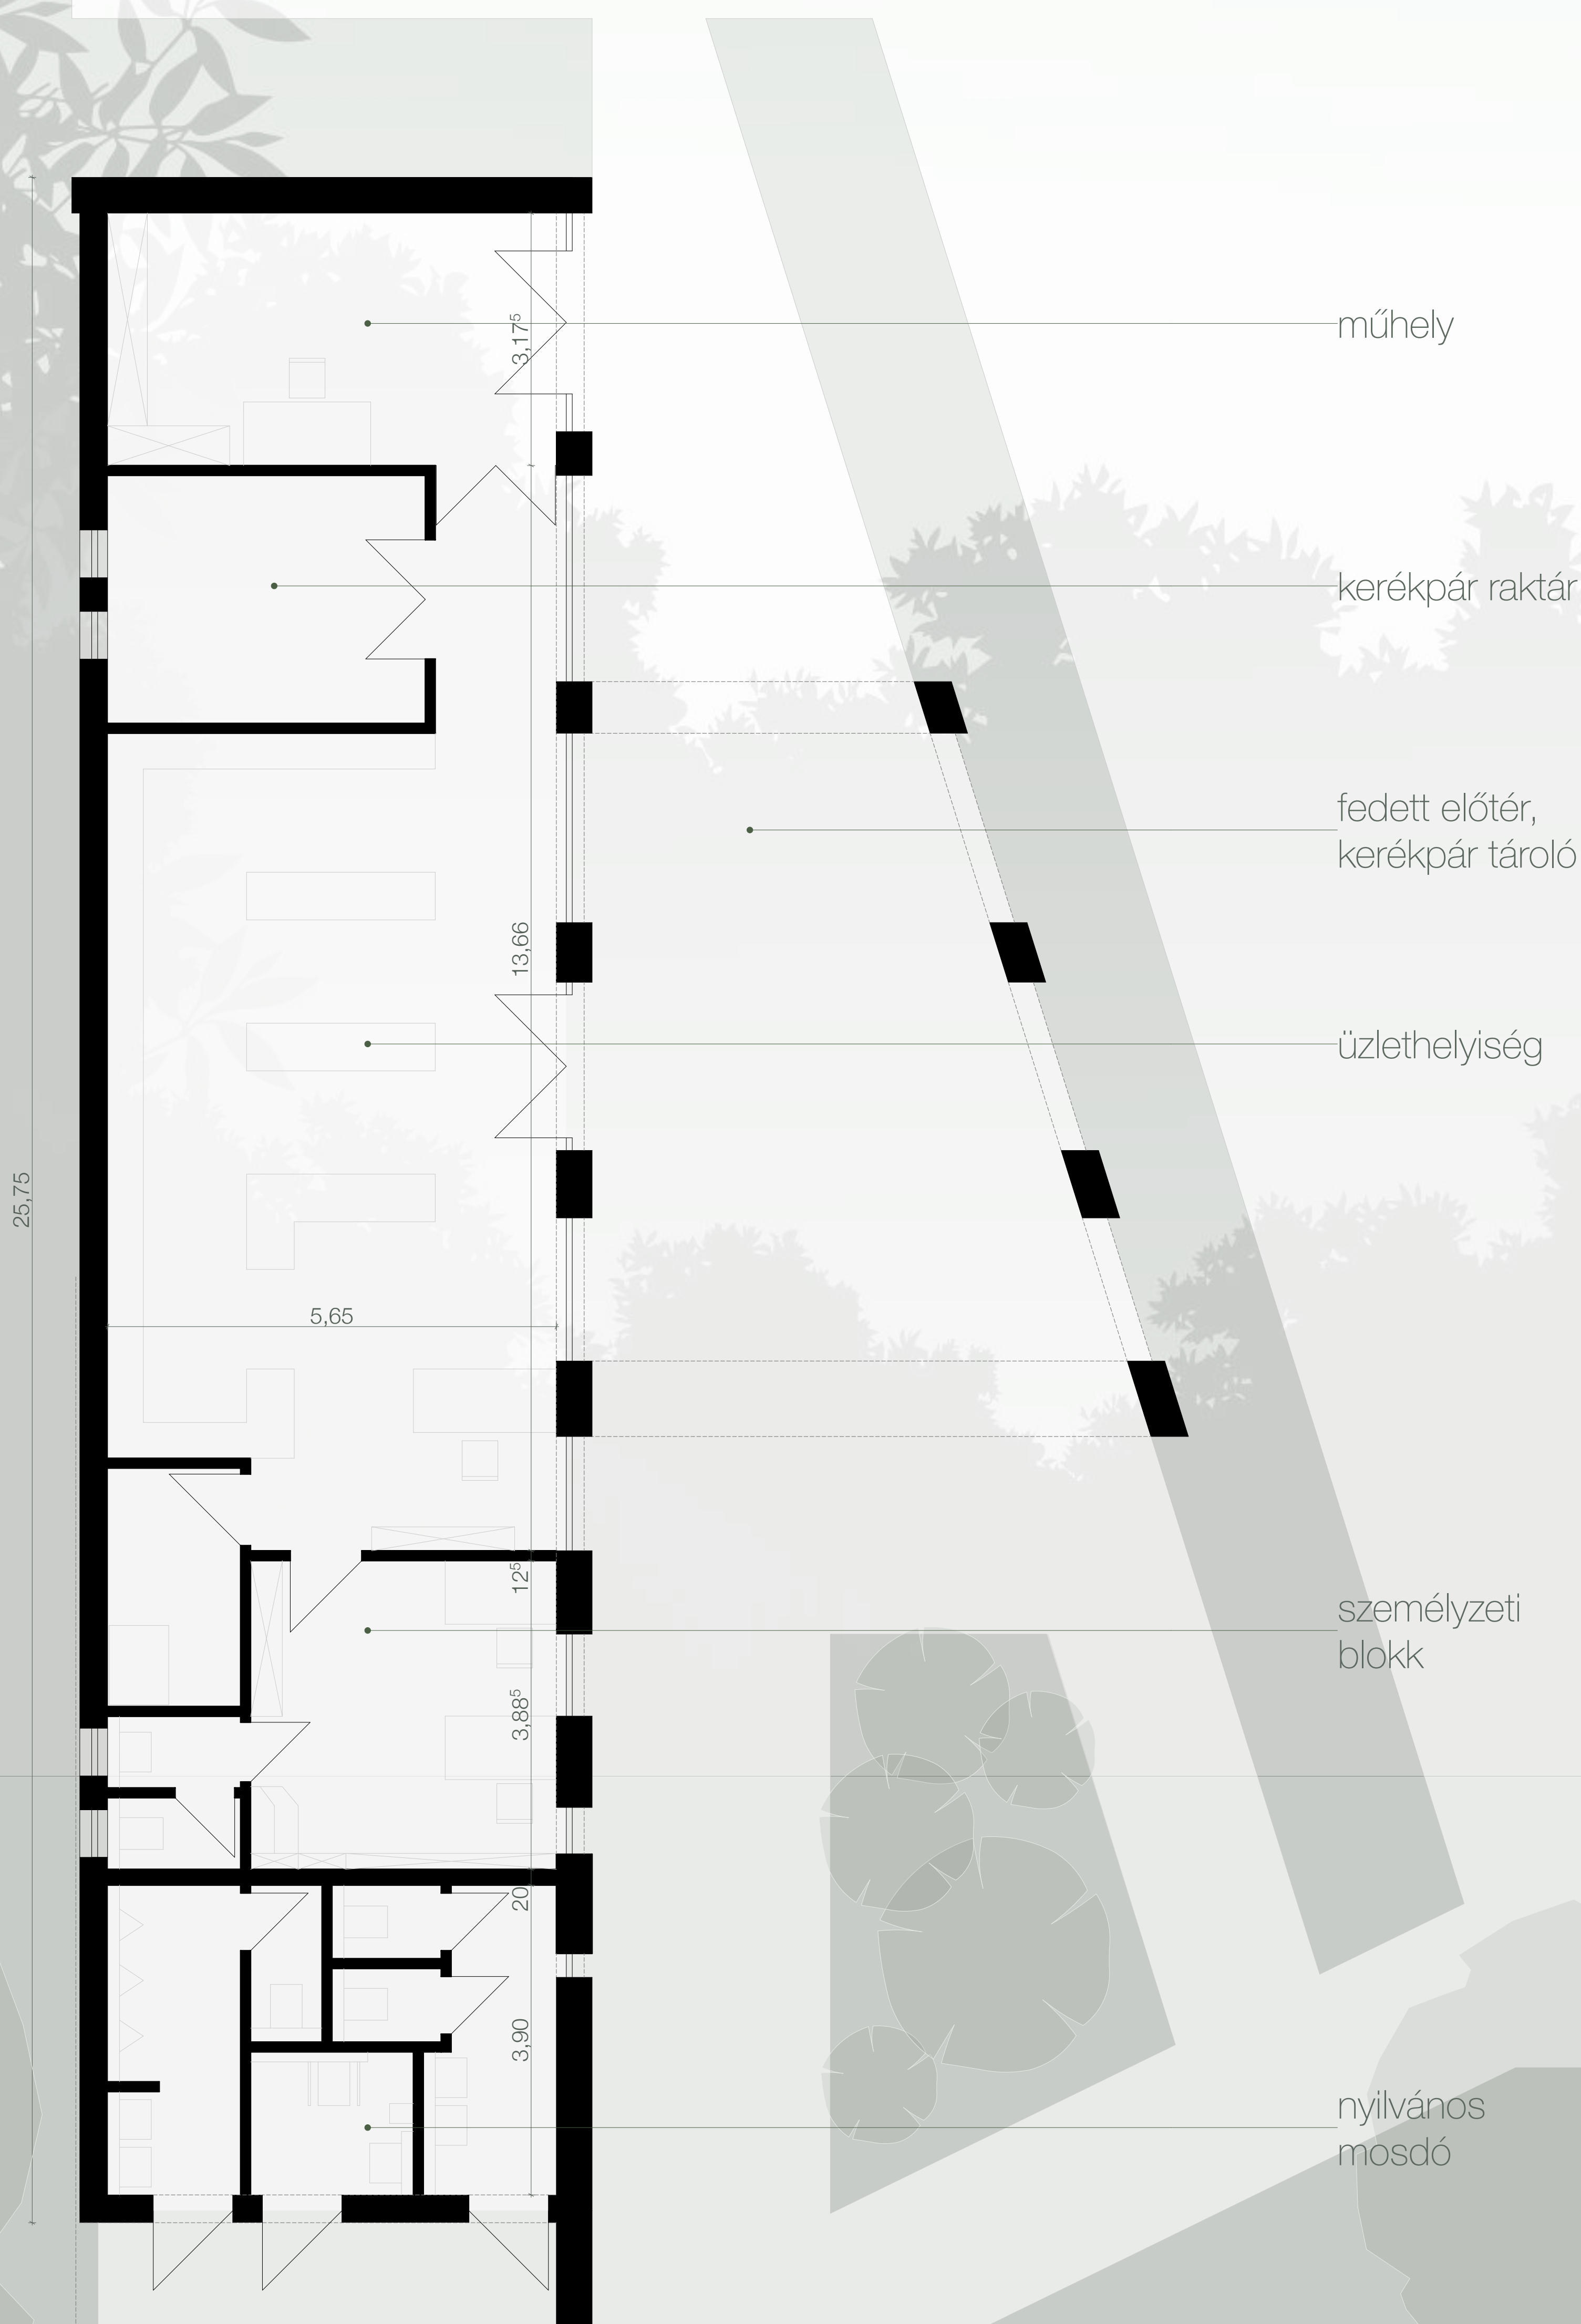 műhely
3,17⁵
kerékpár raktár
fedett előtér,
kerékpár tároló
13,66
üzlethelyiség
25,75
5,65
12⁵
személyzeti
blokk
3,88⁵
20
3,90
nyilvános
mosdó